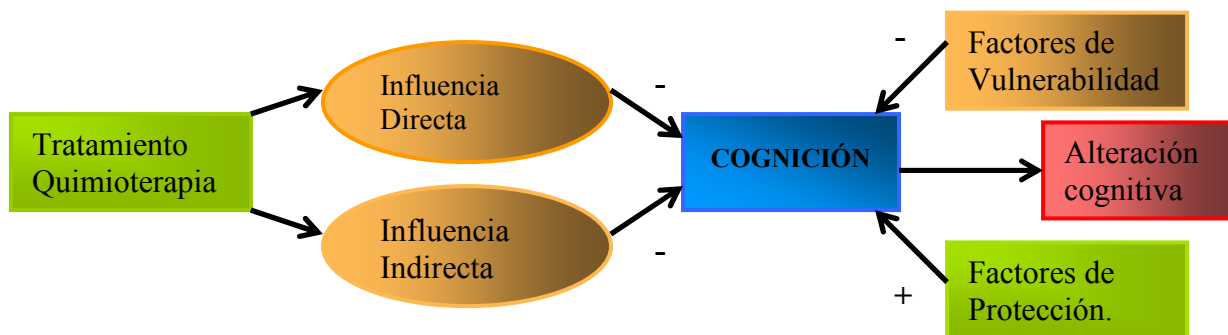 Tratamiento
Quimioterapia
Influencia
Directa
-
Influencia
Indirecta
-
COGNICIÓN
-
Factores de
Vulnerabilidad
Alteración
cognitiva
+
Factores de
Protección.